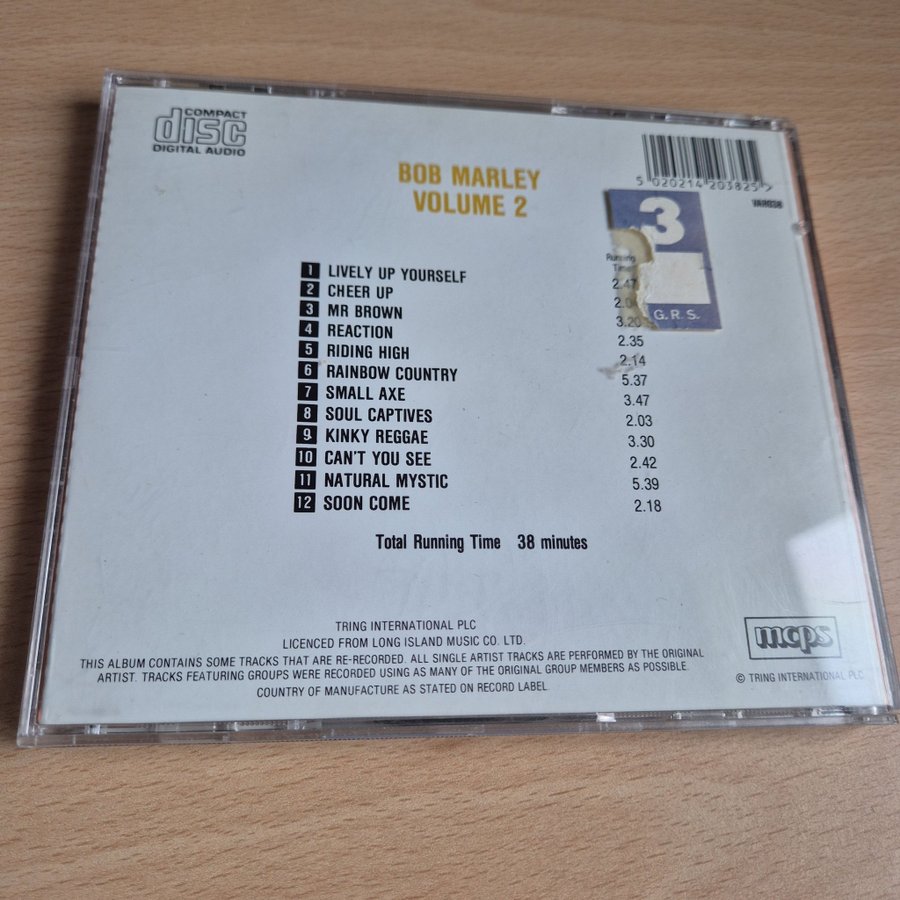 COMPACT
disc
DIGITAL AUDIO
5 020214 203825 >
VAR038
BOB MARLEY
VOLUME 2
3
G.R.S.
Running
Time
1 LIVELY UP YOURSELF 2.47
2 CHEER UP
3 MR BROWN 3.20
4 REACTION 2.35
5 RIDING HIGH 2.14
6 RAINBOW COUNTRY 5.37
7 SMALL AXE 3.47
8 SOUL CAPTIVES 2.03
9 KINKY REGGAE 3.30
10 CAN'T YOU SEE 2.42
11 NATURAL MYSTIC 5.39
12 SOON COME 2.18
Total Running Time 38 minutes
TRING INTERNATIONAL PLC
LICENCED FROM LONG ISLAND MUSIC CO. LTD.
THIS ALBUM CONTAINS SOME TRACKS THAT ARE RE-RECORDED. ALL SINGLE ARTIST TRACKS ARE PERFORMED BY THE ORIGINAL
ARTIST. TRACKS FEATURING GROUPS WERE RECORDED USING AS MANY OF THE ORIGINAL GROUP MEMBERS AS POSSIBLE.
COUNTRY OF MANUFACTURE AS STATED ON RECORD LABEL
mcps
© TRING INTERNATIONAL PLC